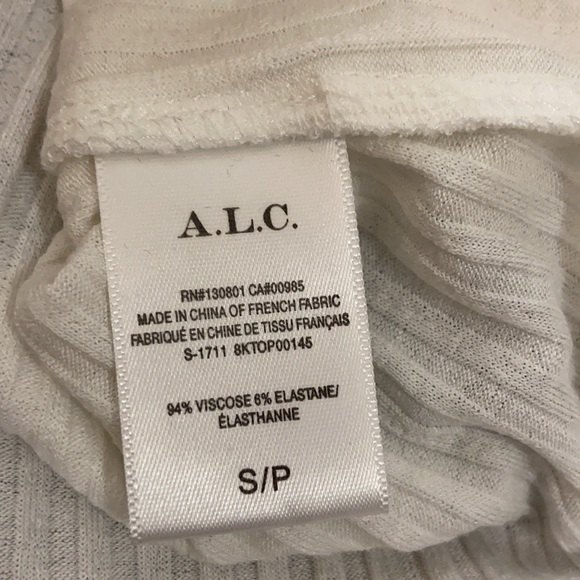 A.L.C.
RN#130801 CA#00985
MADE IN CHINA OF FRENCH FABRIC
FABRIQUÉ EN CHINE DE TISSU FRANÇAIS
S-1711 8KTOP00145
94% VISCOSE 6% ELASTANE/
ÉLASTHANNE
S/P